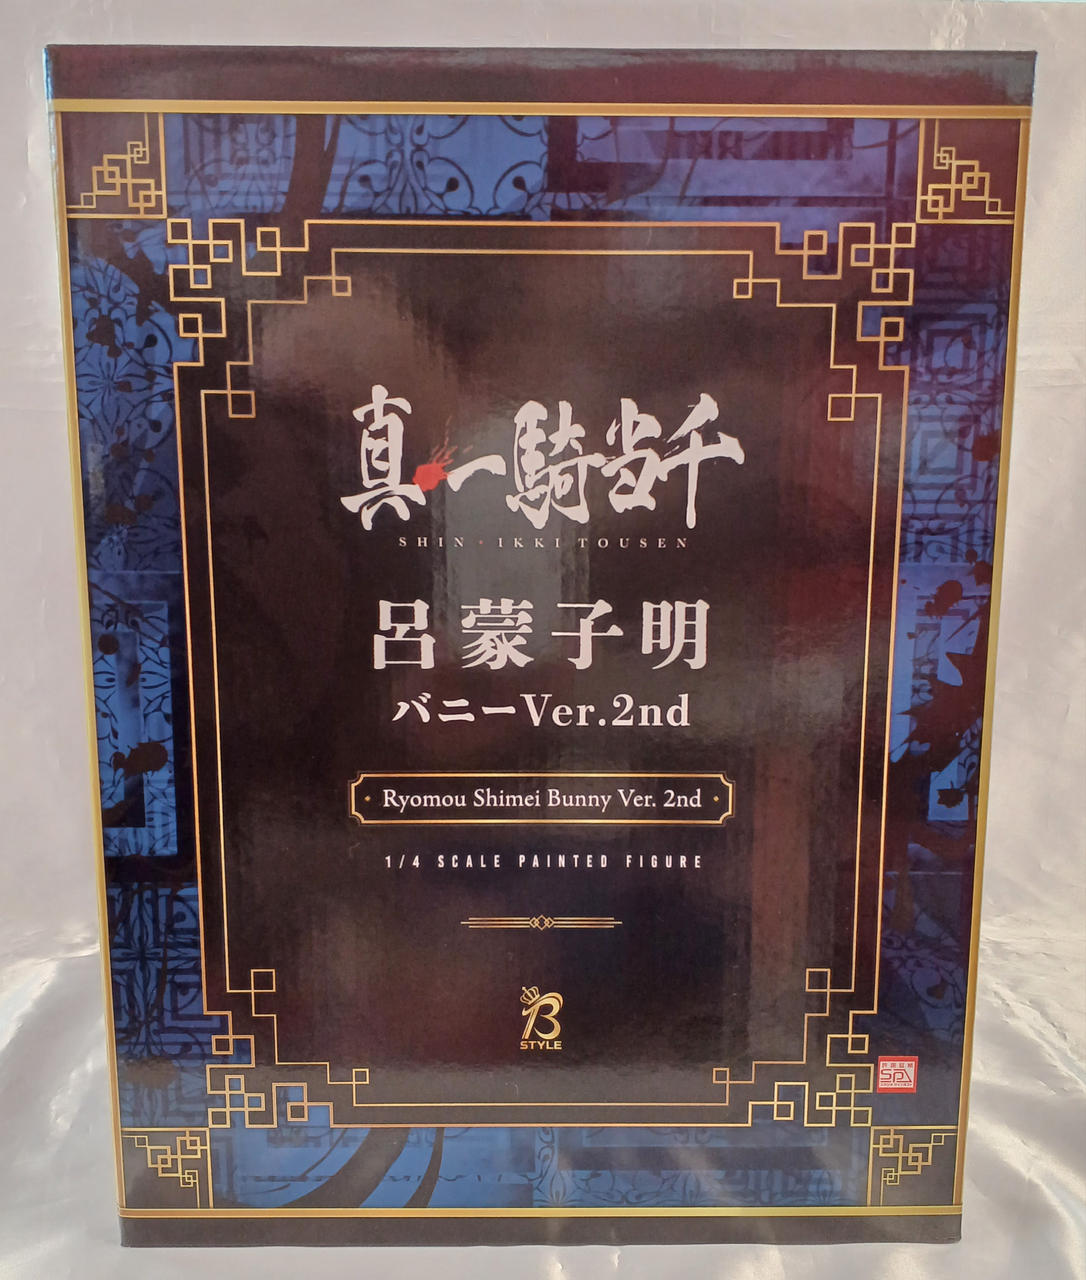 真・一騎当千
SHIN・IKKI TOUSEN
呂蒙子明
バニーVer.2nd
Ryomou Shimei Bunny Ver. 2nd
1/4 SCALE PAINTED FIGURE
B
STYLE